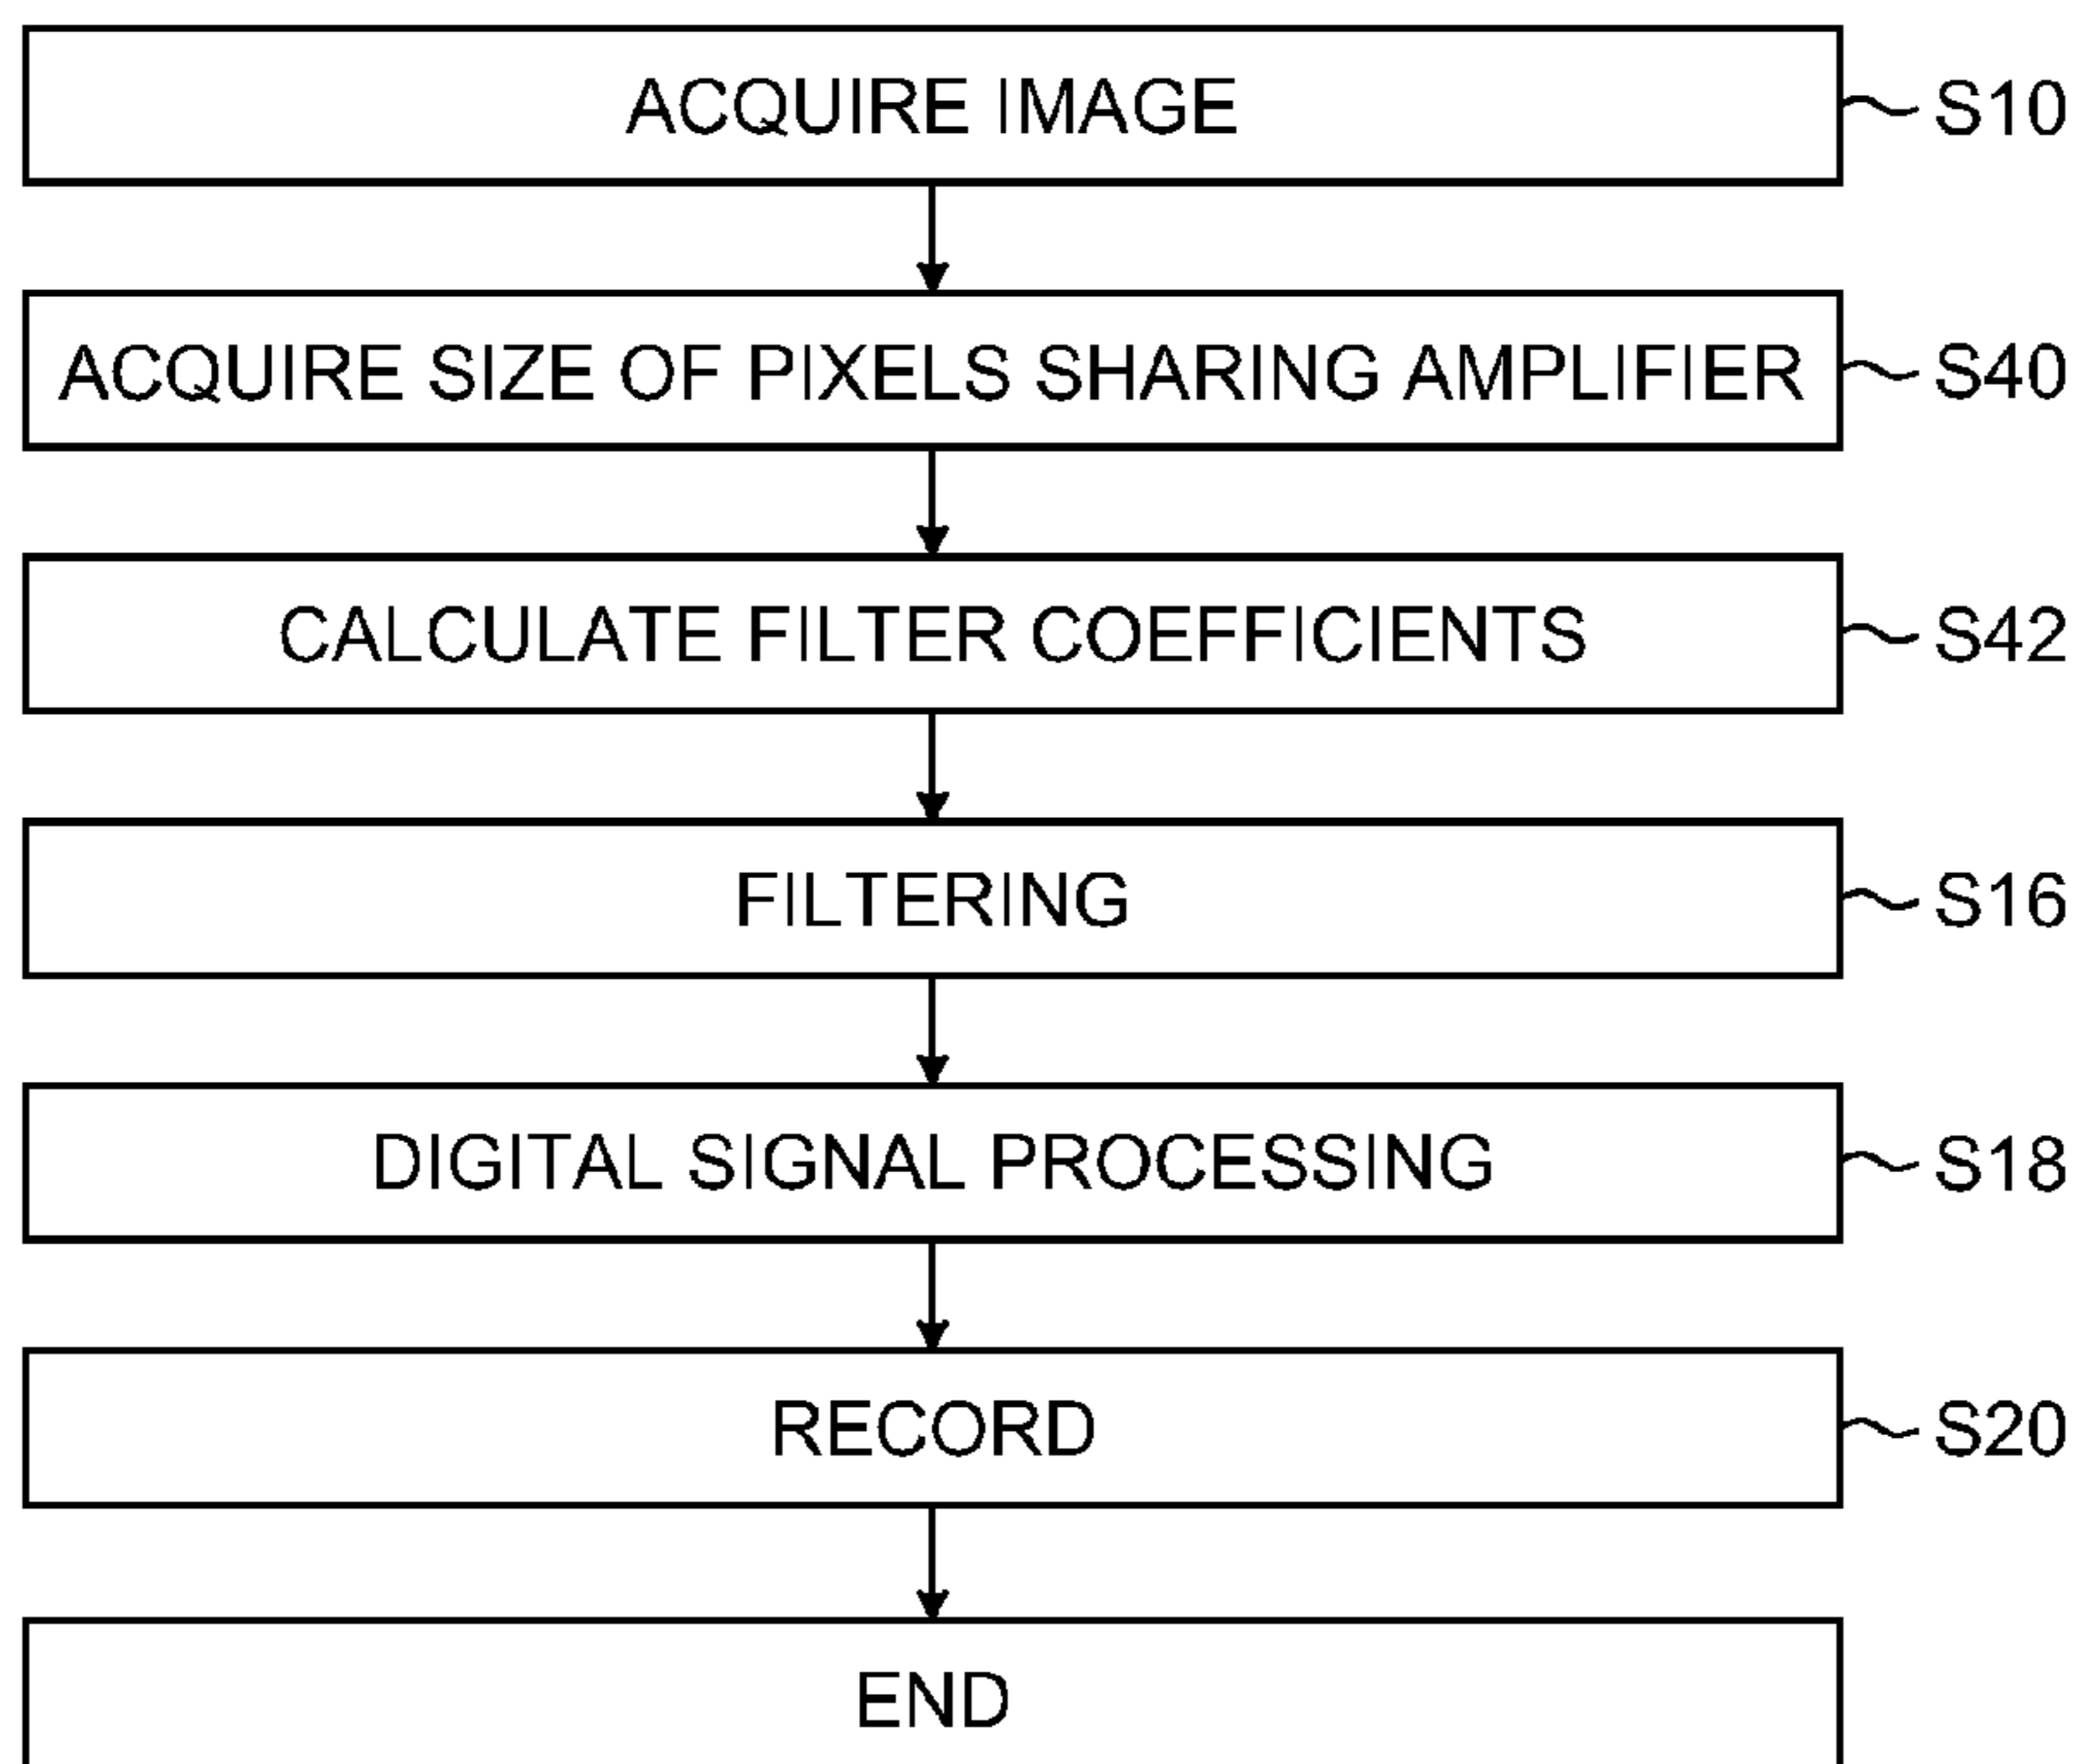 ACQUIRE IMAGE S10
ACQUIRE SIZE OF PIXELS SHARING AMPLIFIER S40
CALCULATE FILTER COEFFICIENTS S42
FILTERING S16
DIGITAL SIGNAL PROCESSING S18
RECORD S20
END